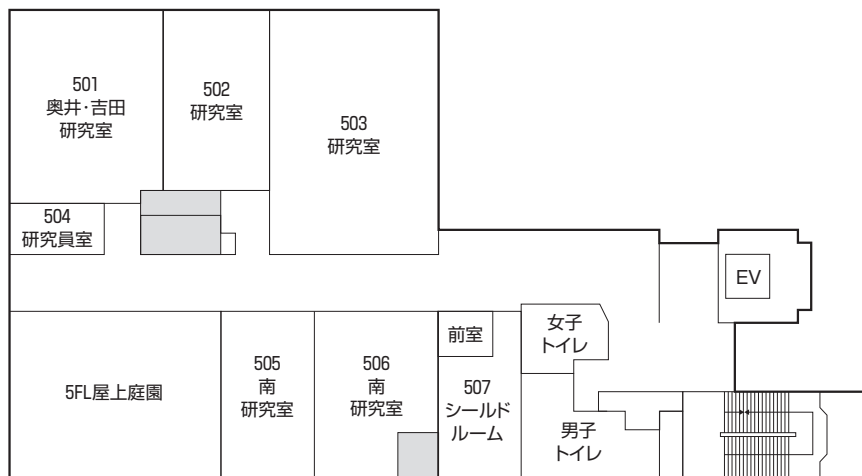 501
奥井・吉田
研究室
502
研究室
503
研究室
504
研究員室
EV
5FL屋上庭園
505
南
研究室
506
南
研究室
前室
507
シールド
ルーム
女子
トイレ
男子
トイレ